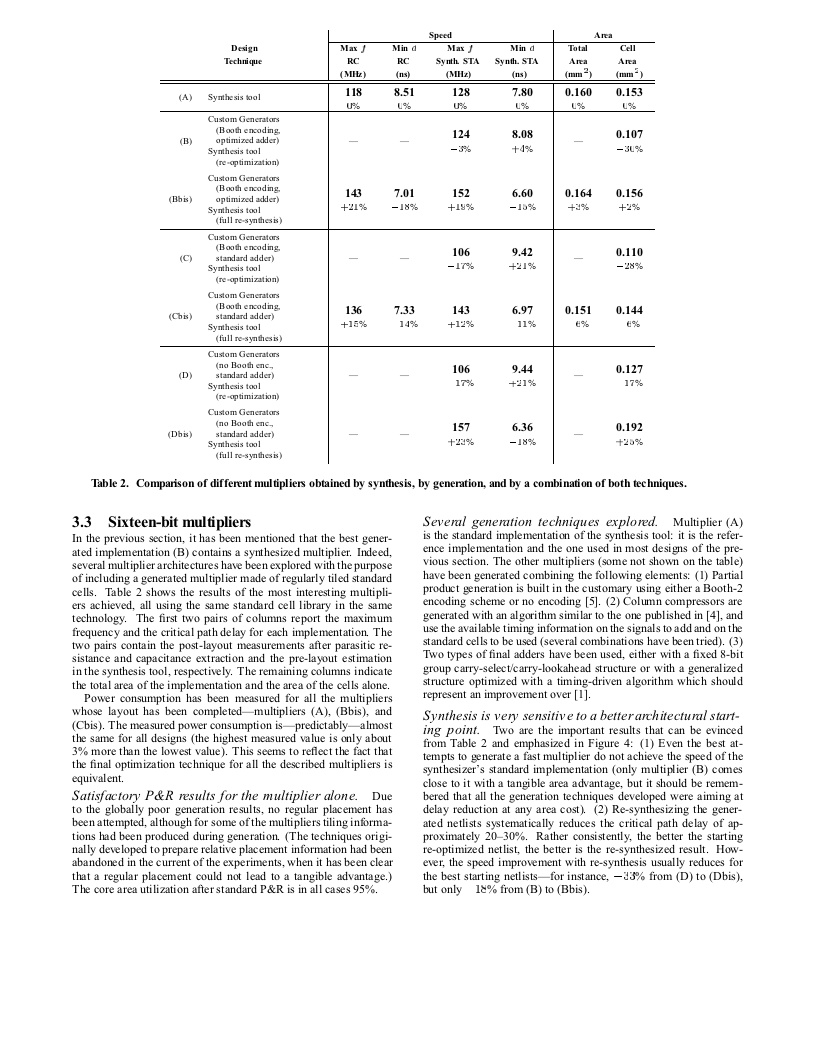 Speed Area
Design Max f Min d Max f Min d Total Cell
Technique RC RC Synth. STA Synth. STA Area Area
(MHz) (ns) (MHz) (ns) (mm²) (mm²)
(A) Synthesis tool 118 8.51 128 7.80 0.160 0.153
0% 0% 0% 0% 0% 0%
Custom Generators
(Booth encoding,
(B) optimized adder) — — 124 8.08 — 0.107
Synthesis tool −3% +4% −30%
(re-optimization)
Custom Generators
(Booth encoding,
(Bbis) optimized adder) 143 7.01 152 6.60 0.164 0.156
Synthesis tool +21% −18% +19% −15% +3% +2%
(full re-synthesis)
Custom Generators
(Booth encoding,
(C) standard adder) — — 106 9.42 — 0.110
Synthesis tool −17% +21% −28%
(re-optimization)
Custom Generators
(Booth encoding,
(Cbis) standard adder) 136 7.33 143 6.97 0.151 0.144
Synthesis tool +15% 14% +12% 11% 6% 6%
(full re-synthesis)
Custom Generators
(no Booth enc.,
(D) standard adder) — — 106 9.44 — 0.127
Synthesis tool 17% +21% 17%
(re-optimization)
Custom Generators
(no Booth enc.,
(Dbis) standard adder) — — 157 6.36 — 0.192
Synthesis tool +23% −18% +25%
(full re-synthesis)
Table 2. Comparison of different multipliers obtained by synthesis, by generation, and by a combination of both techniques.
3.3 Sixteen-bit multipliers
In the previous section, it has been mentioned that the best gener-
ated implementation (B) contains a synthesized multiplier. Indeed,
several multiplier architectures have been explored with the purpose
of including a generated multiplier made of regularly tiled standard
cells. Table 2 shows the results of the most interesting multipli-
ers achieved, all using the same standard cell library in the same
technology. The first two pairs of columns report the maximum
frequency and the critical path delay for each implementation. The
two pairs contain the post-layout measurements after parasitic re-
sistance and capacitance extraction and the pre-layout estimation
in the synthesis tool, respectively. The remaining columns indicate
the total area of the implementation and the area of the cells alone.
Power consumption has been measured for all the multipliers
whose layout has been completed—multipliers (A), (Bbis), and
(Cbis). The measured power consumption is—predictably—almost
the same for all designs (the highest measured value is only about
3% more than the lowest value). This seems to reflect the fact that
the final optimization technique for all the described multipliers is
equivalent.
Satisfactory P&R results for the multiplier alone. Due
to the globally poor generation results, no regular placement has
been attempted, although for some of the multipliers tiling informa-
tions had been produced during generation. (The techniques origi-
nally developed to prepare relative placement information had been
abandoned in the current of the experiments, when it has been clear
that a regular placement could not lead to a tangible advantage.)
The core area utilization after standard P&R is in all cases 95%.
Several generation techniques explored. Multiplier (A)
is the standard implementation of the synthesis tool: it is the refer-
ence implementation and the one used in most designs of the pre-
vious section. The other multipliers (some not shown on the table)
have been generated combining the following elements: (1) Partial
product generation is built in the customary using either a Booth-2
encoding scheme or no encoding [5]. (2) Column compressors are
generated with an algorithm similar to the one published in [4], and
use the available timing information on the signals to add and on the
standard cells to be used (several combinations have been tried). (3)
Two types of final adders have been used, either with a fixed 8-bit
group carry-select/carry-lookahead structure or with a generalized
structure optimized with a timing-driven algorithm which should
represent an improvement over [1].
Synthesis is very sensitive to a better architectural start-
ing point. Two are the important results that can be evinced
from Table 2 and emphasized in Figure 4: (1) Even the best at-
tempts to generate a fast multiplier do not achieve the speed of the
synthesizer's standard implementation (only multiplier (B) comes
close to it with a tangible area advantage, but it should be remem-
bered that all the generation techniques developed were aiming at
delay reduction at any area cost). (2) Re-synthesizing the gener-
ated netlists systematically reduces the critical path delay of ap-
proximately 20–30%. Rather consistently, the better the starting
re-optimized netlist, the better is the re-synthesized result. How-
ever, the speed improvement with re-synthesis usually reduces for
the best starting netlists—for instance, −33% from (D) to (Dbis),
but only 18% from (B) to (Bbis).